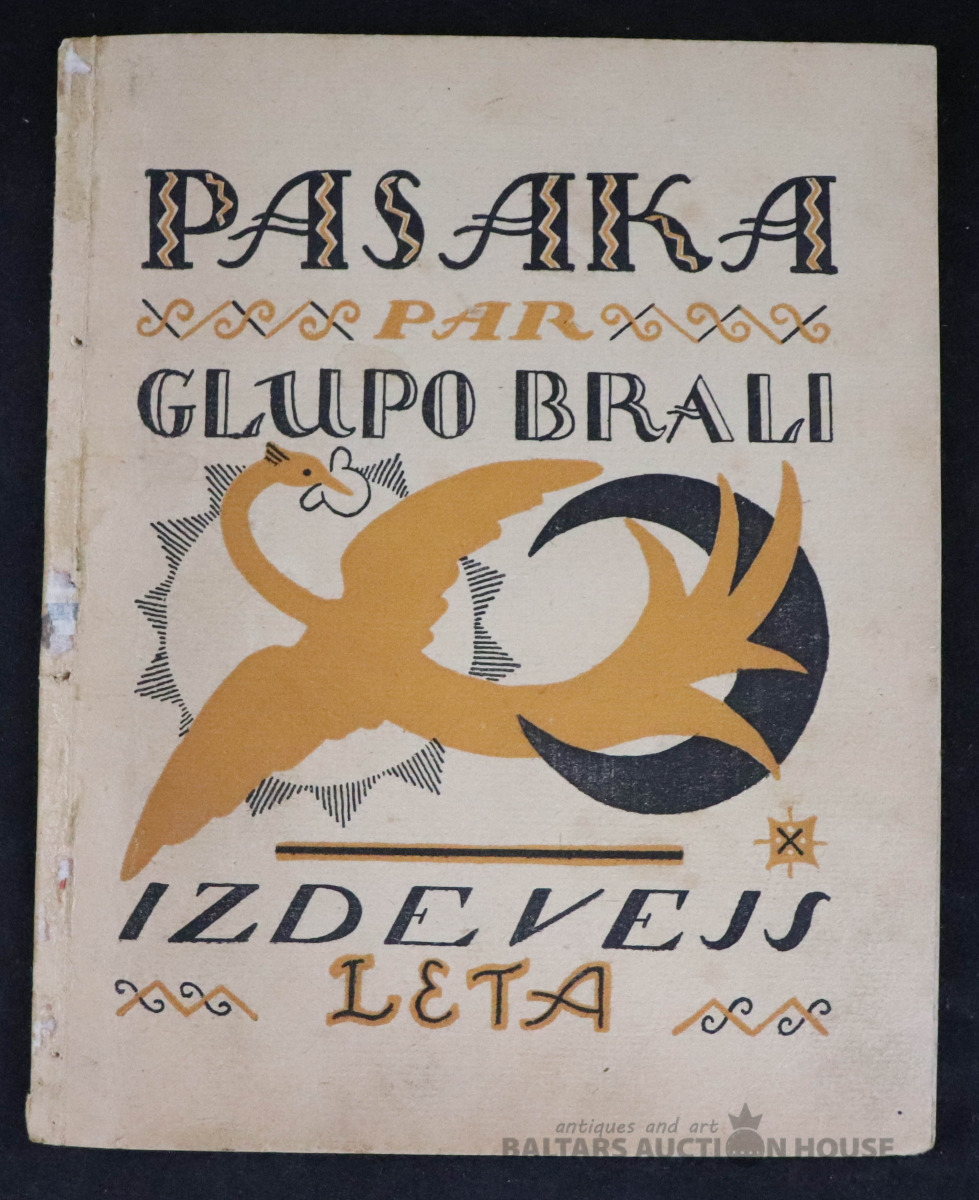 PASAKA
PAR
GLUPO BRALI
IZDEVEJS
LETA
antiques and art
BALTARS AUCTION HOUSE